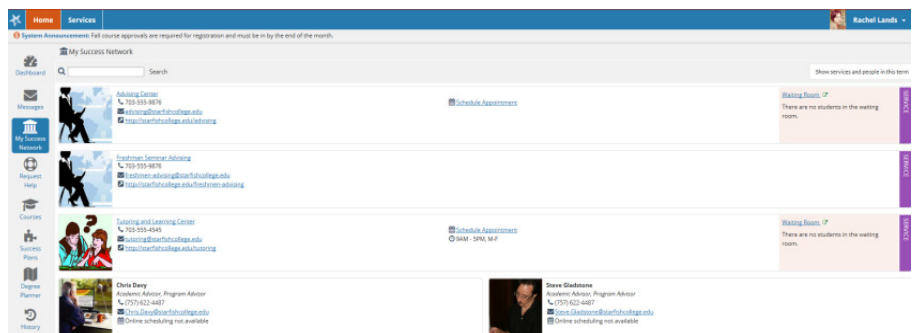 Home Services Rachel Lands
System Announcement: Fall course approvals are required for registration and must be in by the end of the month.
My Success Network
Search
Show services and people in this term
Dashboard
Messages
My Success
Network
Request
Help
Courses
Success
Plans
Degree
Planner
History
Advising Center
703-555-9876
advising@starfishcollege.edu
http://starfishcollege.edu/advising
Schedule Appointment
Waiting Room
There are no students in the waiting
room.
SERVICE
Freshman Seminar Advising
703-555-9876
freshmen-advising@starfishcollege.edu
http://starfishcollege.edu/freshmen-advising
SERVICE
Tutoring and Learning Center
703-555-4545
tutoring@starfishcollege.edu
http://starfishcollege.edu/tutoring
Schedule Appointment
9AM - 5PM, M-F
Waiting Room
There are no students in the waiting
room.
SERVICE
Chris Davy
Academic Advisor, Program Advisor
(757) 622-4487
Chris.Davy@starfishcollege.edu
Online scheduling not available
Steve Gladstone
Academic Advisor, Program Advisor
(757) 622-4487
Steve.Gladstone@starfishcollege.edu
Online scheduling not available